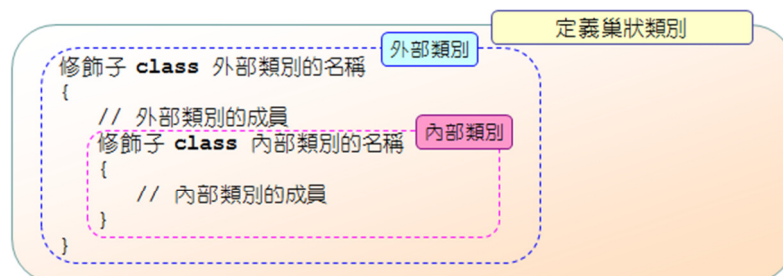 定義巢狀類別
外部類別
修飾子 class 外部類別的名稱
{
// 外部類別的成員
修飾子 class 內部類別的名稱
內部類別
{
// 內部類別的成員
}
}